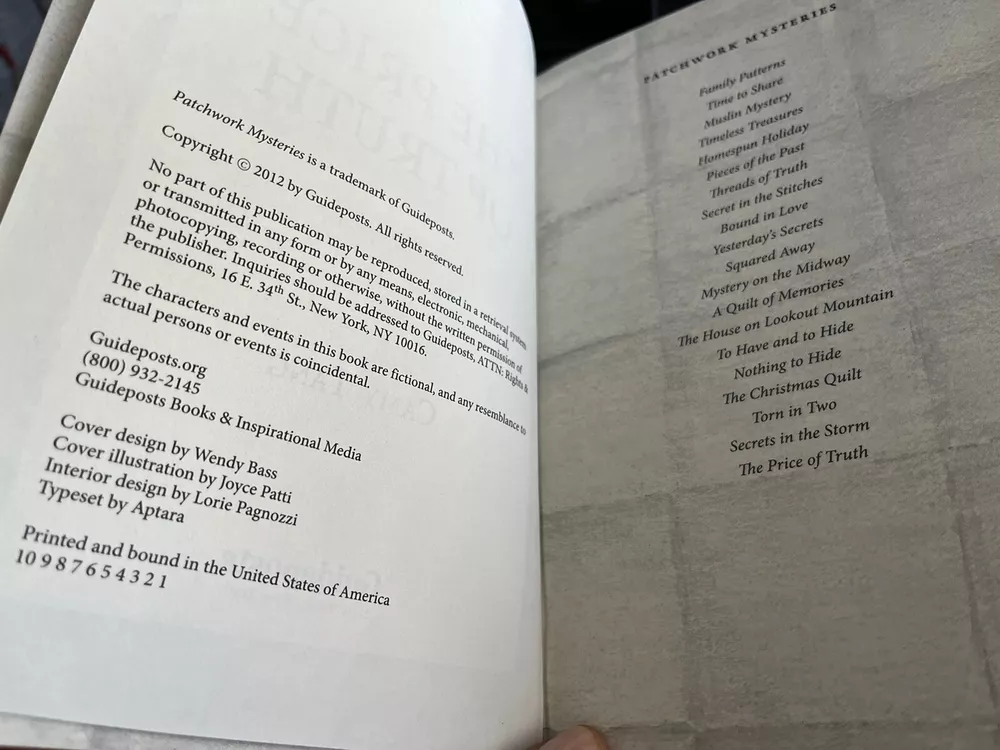 Patchwork Mysteries is a trademark of Guideposts.
Copyright © 2012 by Guideposts. All rights reserved.
No part of this publication may be reproduced, stored in a retrieval system
or transmitted in any form or by any means, electronic, mechanical,
photocopying, recording or otherwise, without the written permission of
the publisher. Inquiries should be addressed to Guideposts, ATTN: Rights &
Permissions, 16 E. 34th St., New York, NY 10016.
The characters and events in this book are fictional, and any resemblance to
actual persons or events is coincidental.
Guideposts.org
(800) 932-2145
Guideposts Books & Inspirational Media
Cover design by Wendy Bass
Cover illustration by Joyce Patti
Interior design by Lorie Pagnozzi
Typeset by Aptara
Printed and bound in the United States of America
10 9 8 7 6 5 4 3 2 1
PATCHWORK MYSTERIES
Family Patterns
Time to Share
Muslin Mystery
Timeless Treasures
Homespun Holiday
Pieces of the Past
Threads of Truth
Secret in the Stitches
Bound in Love
Yesterday's Secrets
Squared Away
Mystery on the Midway
A Quilt of Memories
The House on Lookout Mountain
To Have and to Hide
Nothing to Hide
The Christmas Quilt
Torn in Two
Secrets in the Storm
The Price of Truth